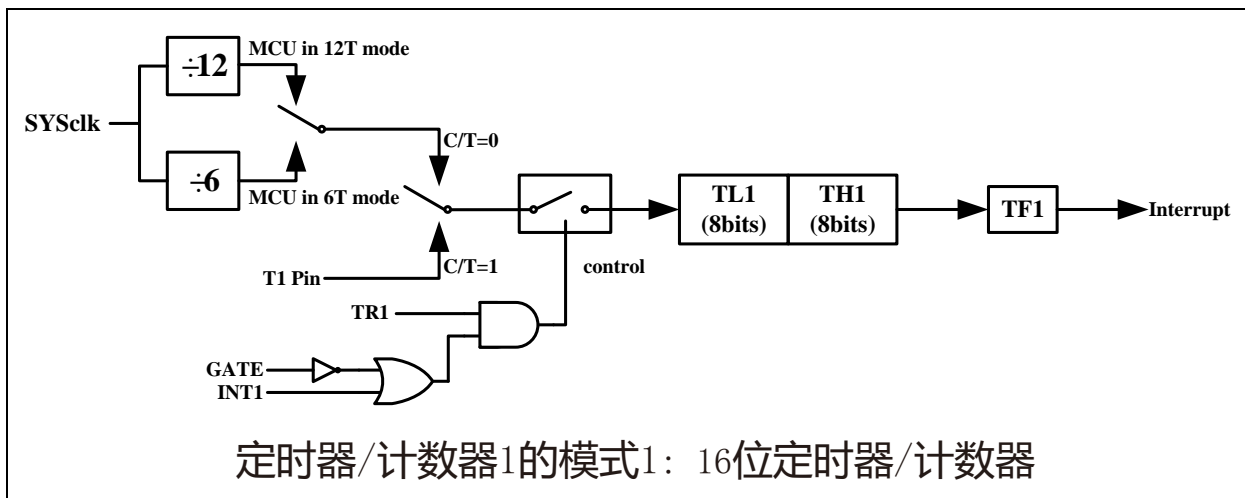 ÷12
MCU in 12T mode
SYSclk
÷6
MCU in 6T mode
C/T=0
C/T=1
T1 Pin
TL1
(8bits)
TH1
(8bits)
TF1
Interrupt
control
TR1
GATE
INT1
定时器/计数器1的模式1: 16位定时器/计数器